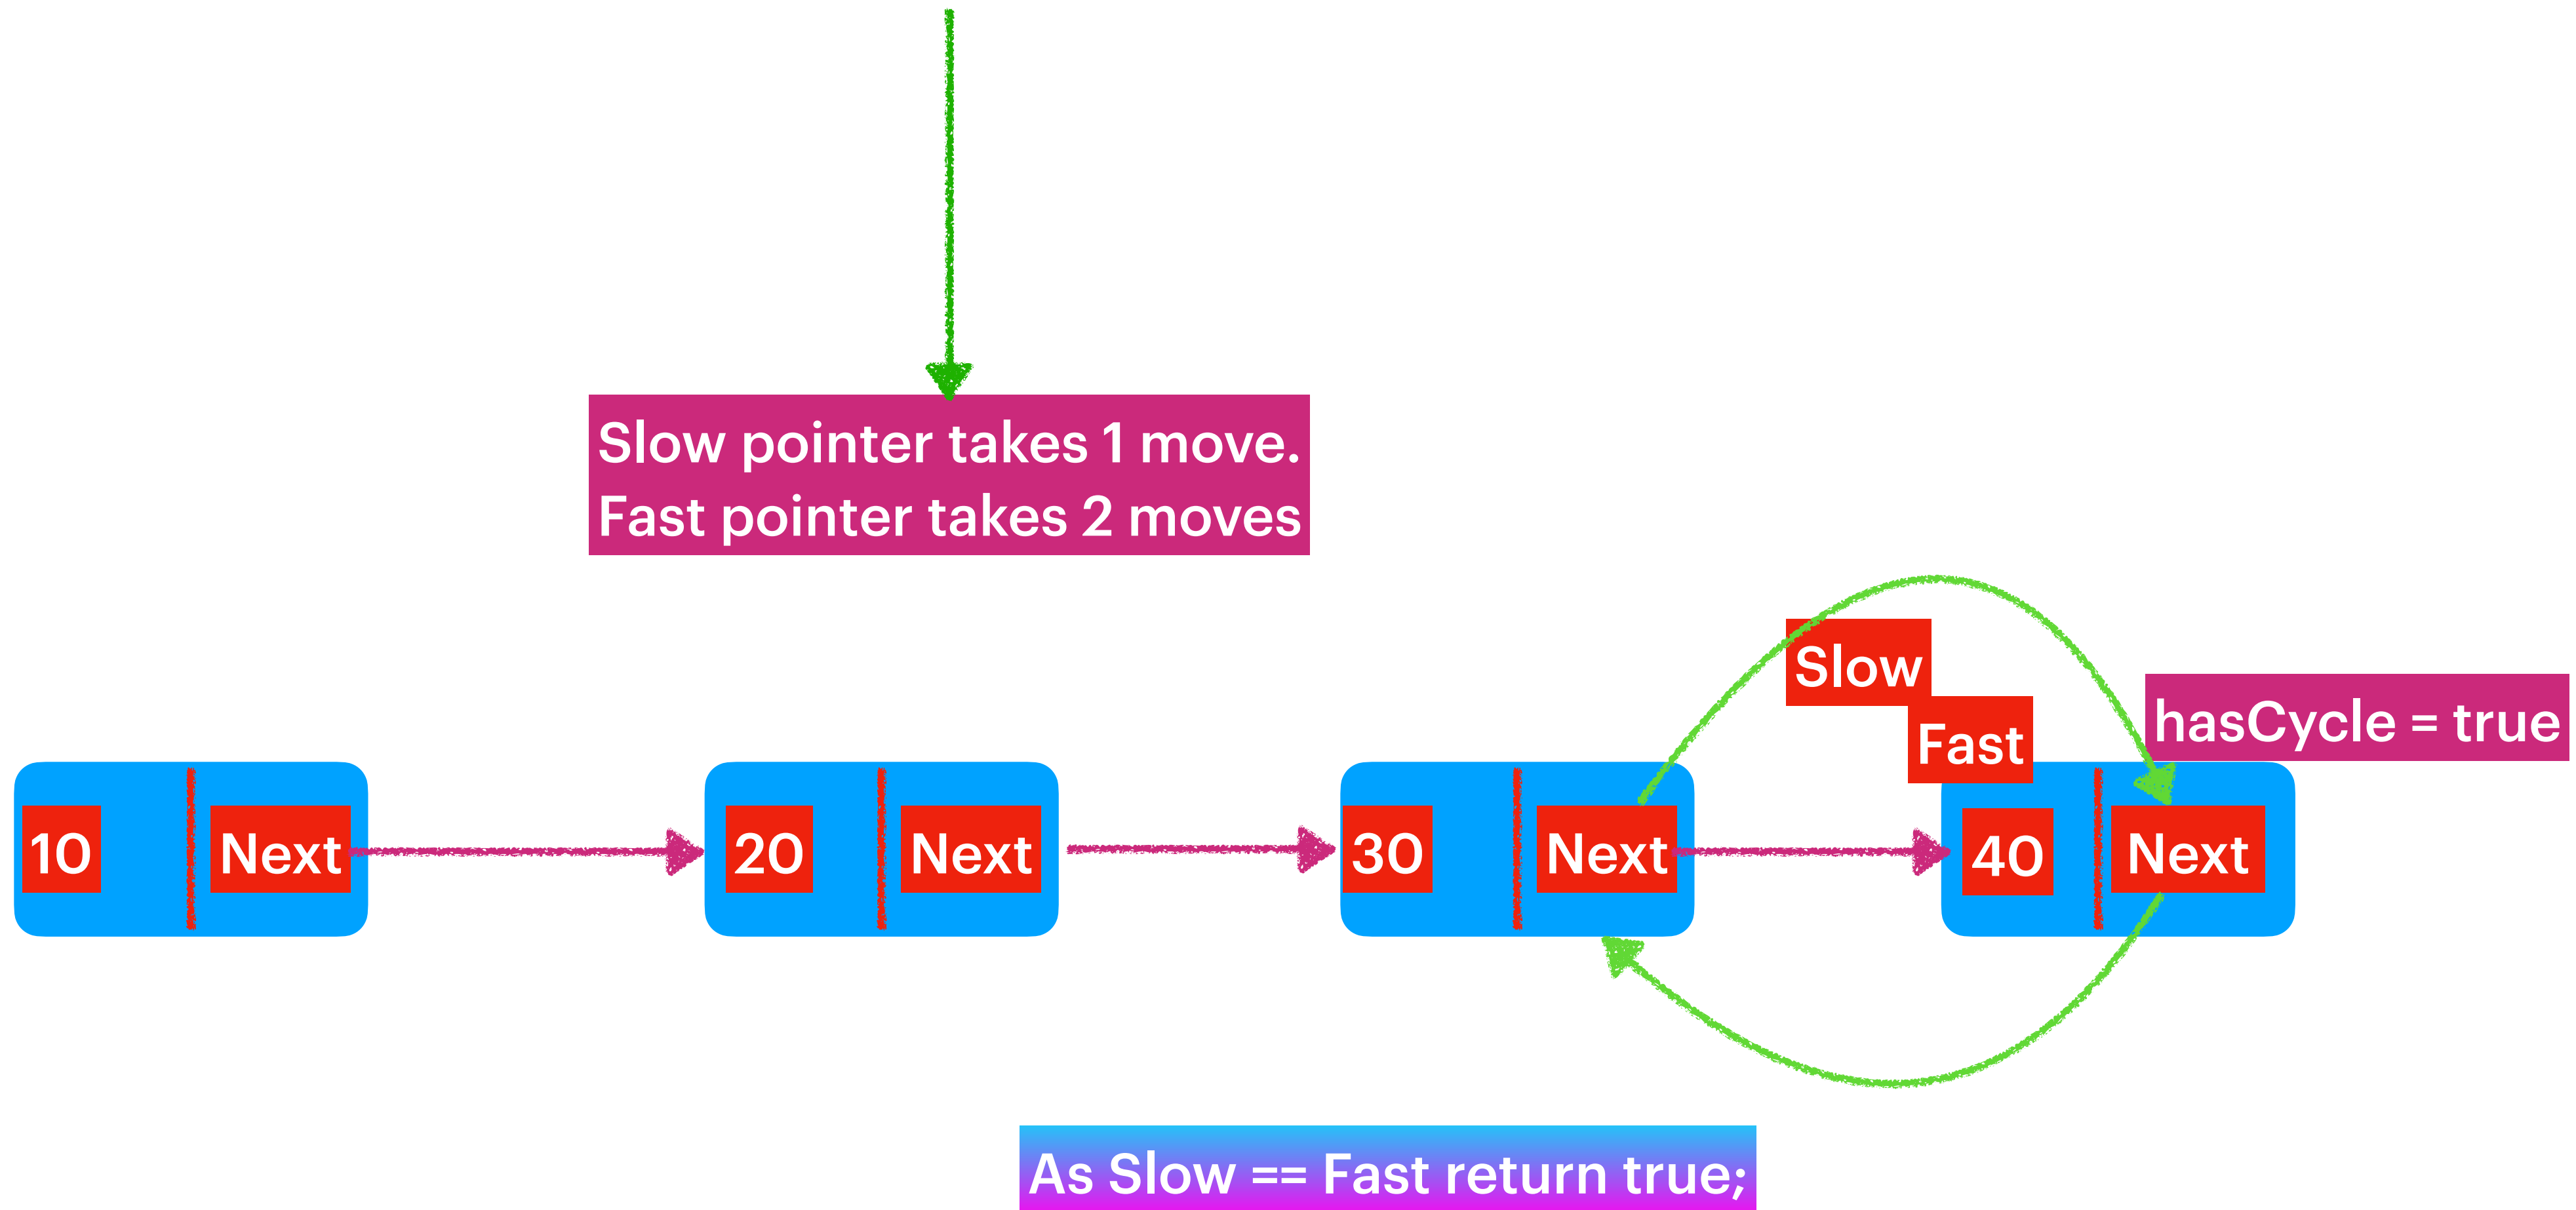 Slow pointer takes 1 move.
Fast pointer takes 2 moves
Slow
Fast
hasCycle = true
10
Next
20
Next
30
Next
40
Next
As Slow == Fast return true;